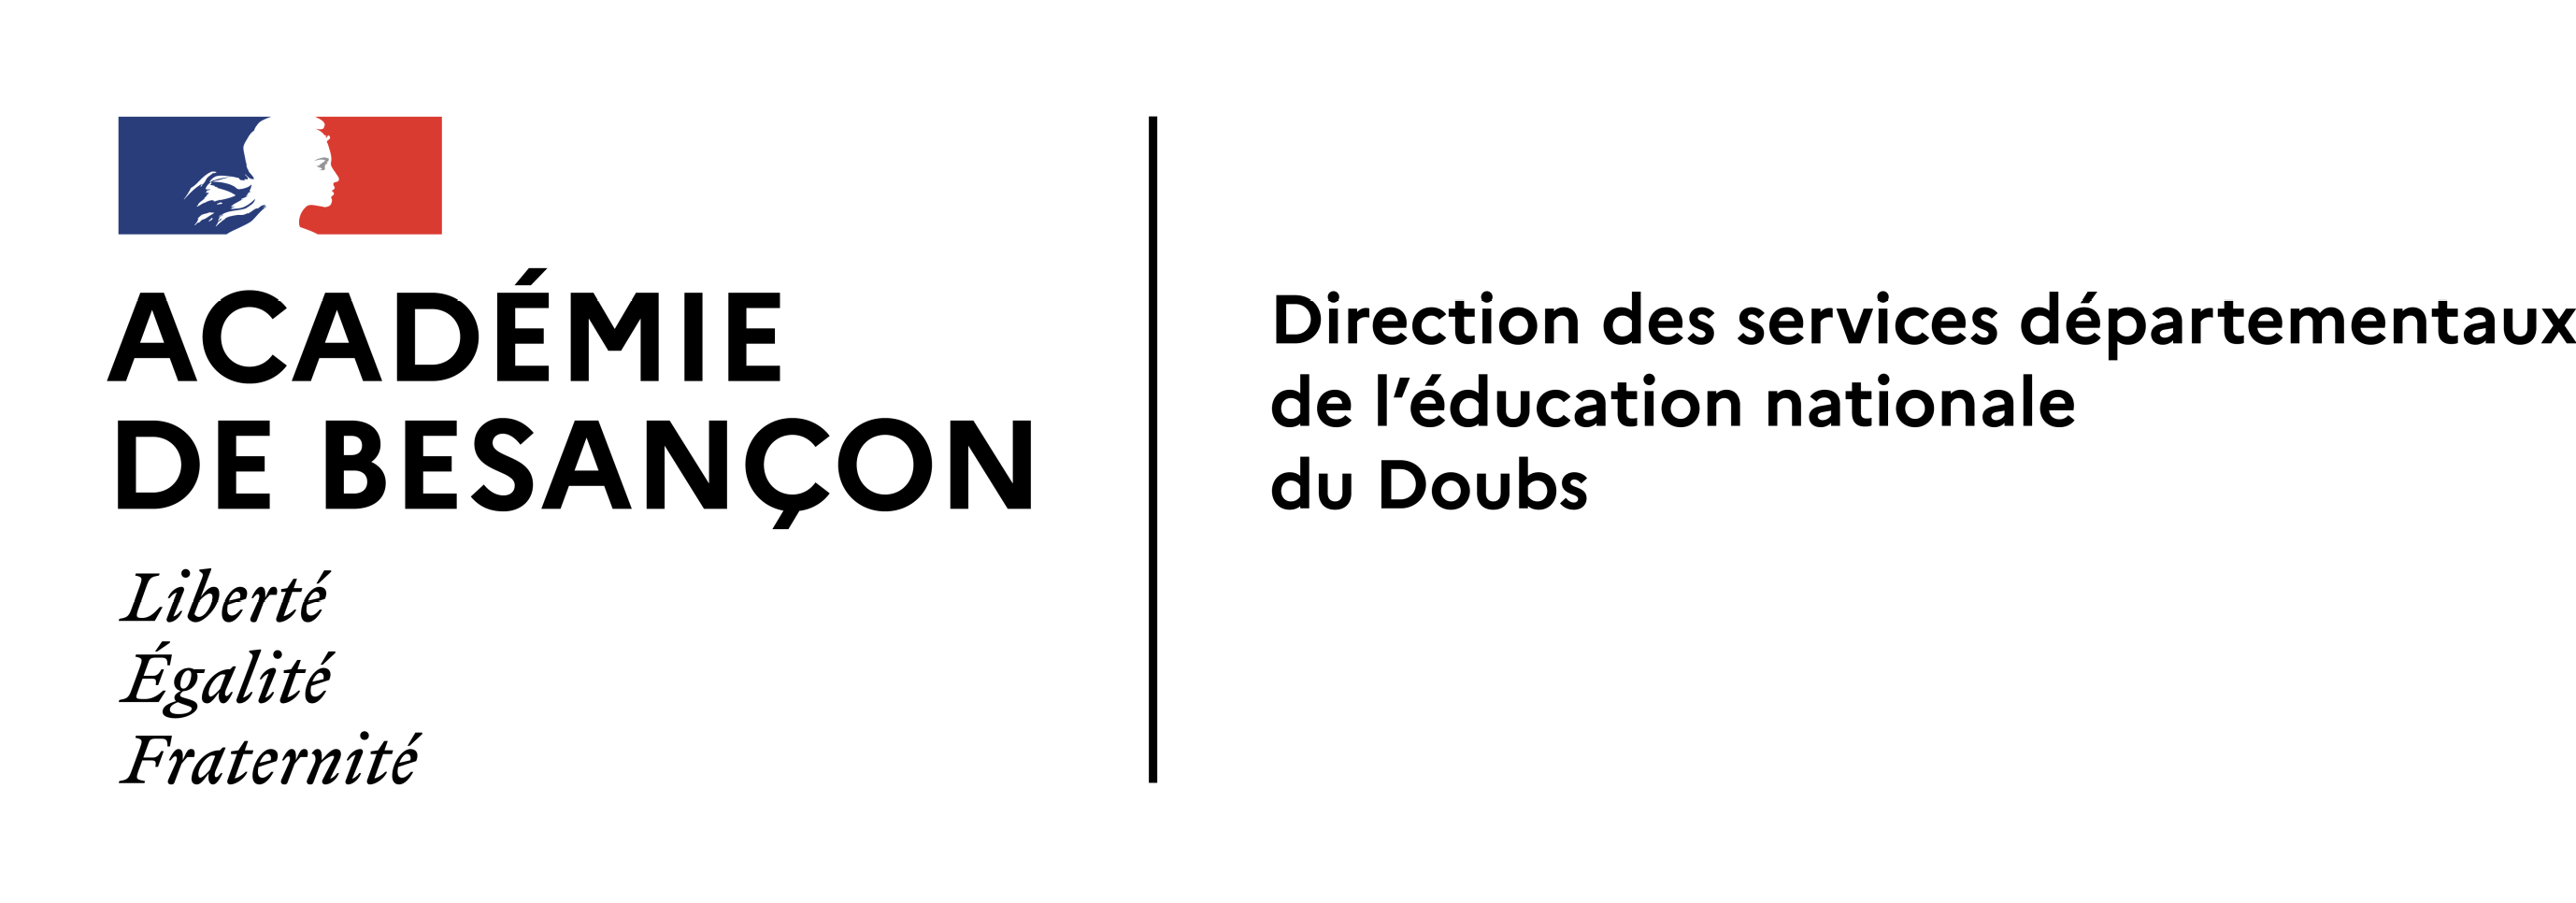 ACADÉMIE
DE BESANÇON
Liberté
Égalité
Fraternité
Direction des services départementaux
de l’éducation nationale
du Doubs